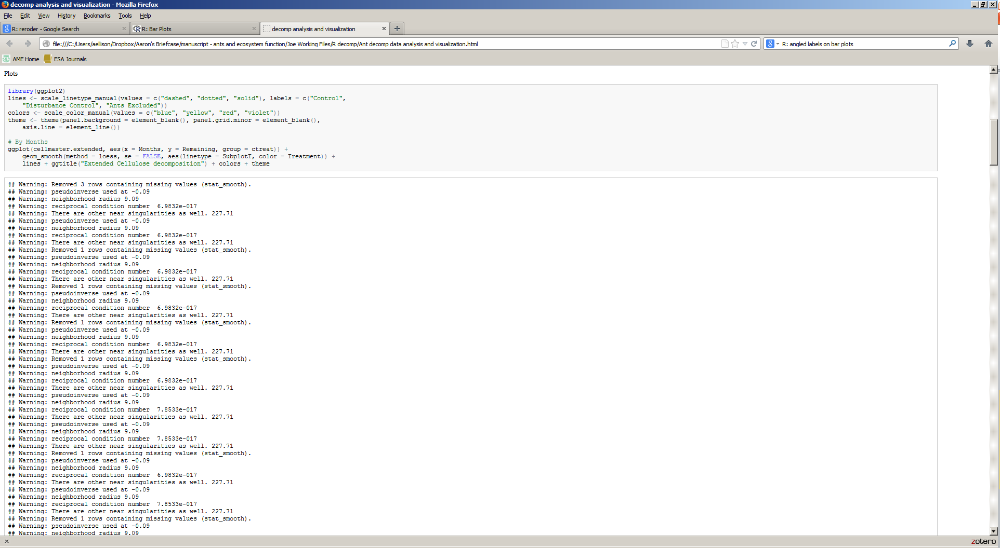 decomp analysis and visualization - Mozilla Firefox
File Edit View History Bookmarks Tools Help
R: reroder - Google Search
R: Bar Plots
decomp analysis and visualization
file:///C:/Users/aellison/Dropbox/Aaron's Briefcase/manuscript - ants and ecosystem function/Joe Working Files/R decomp/Ant decomp data analysis and visualization.html
R: angled labels on bar plots
AME Home ESA Journals
Plots
library(ggplot2)
lines <- scale_linetype_manual(values = c("dashed", "dotted", "solid"), labels = c("Control",
    "Disturbance Control", "Ants Excluded"))
colors <- scale_color_manual(values = c("blue", "yellow", "red", "violet"))
theme <- theme(panel.background = element_blank(), panel.grid.minor = element_blank(),
    axis.line = element_line())
# By Months
ggplot(cellmaster.extended, aes(x = Months, y = Remaining, group = ctreat)) +
    geom_smooth(method = loess, se = FALSE, aes(linetype = SubplotT, color = Treatment)) +
    lines + ggtitle("Extended Cellulose decomposition") + colors + theme
## Warning: Removed 3 rows containing missing values (stat_smooth).
## Warning: pseudoinverse used at -0.09
## Warning: neighborhood radius 9.09
## Warning: reciprocal condition number  6.9832e-017
## Warning: There are other near singularities as well. 227.71
## Warning: pseudoinverse used at -0.09
## Warning: neighborhood radius 9.09
## Warning: reciprocal condition number  6.9832e-017
## Warning: There are other near singularities as well. 227.71
## Warning: Removed 1 rows containing missing values (stat_smooth).
## Warning: pseudoinverse used at -0.09
## Warning: neighborhood radius 9.09
## Warning: reciprocal condition number  6.9832e-017
## Warning: There are other near singularities as well. 227.71
## Warning: Removed 1 rows containing missing values (stat_smooth).
## Warning: pseudoinverse used at -0.09
## Warning: neighborhood radius 9.09
## Warning: reciprocal condition number  6.9832e-017
## Warning: There are other near singularities as well. 227.71
## Warning: Removed 1 rows containing missing values (stat_smooth).
## Warning: pseudoinverse used at -0.09
## Warning: neighborhood radius 9.09
## Warning: reciprocal condition number  6.9832e-017
## Warning: There are other near singularities as well. 227.71
## Warning: Removed 1 rows containing missing values (stat_smooth).
## Warning: pseudoinverse used at -0.09
## Warning: neighborhood radius 9.09
## Warning: reciprocal condition number  6.9832e-017
## Warning: There are other near singularities as well. 227.71
## Warning: pseudoinverse used at -0.09
## Warning: neighborhood radius 9.09
## Warning: reciprocal condition number  7.8533e-017
## Warning: There are other near singularities as well. 227.71
## Warning: pseudoinverse used at -0.09
## Warning: neighborhood radius 9.09
## Warning: reciprocal condition number  7.8533e-017
## Warning: There are other near singularities as well. 227.71
## Warning: Removed 1 rows containing missing values (stat_smooth).
## Warning: pseudoinverse used at -0.09
## Warning: neighborhood radius 9.09
## Warning: reciprocal condition number  6.9832e-017
## Warning: There are other near singularities as well. 227.71
## Warning: pseudoinverse used at -0.09
## Warning: neighborhood radius 9.09
## Warning: reciprocal condition number  7.8533e-017
## Warning: There are other near singularities as well. 227.71
## Warning: Removed 1 rows containing missing values (stat_smooth).
## Warning: pseudoinverse used at -0.09
## Warning: neighborhood radius 9.09
zotero